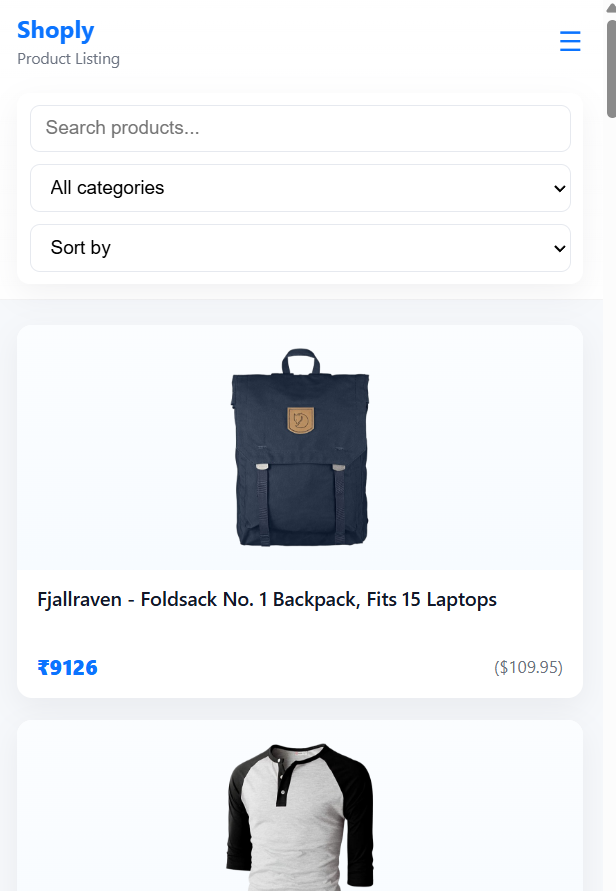 Shoply
Product Listing
Search products...
All categories
Sort by
Fjallraven - Foldsack No. 1 Backpack, Fits 15 Laptops
₹9126
($109.95)